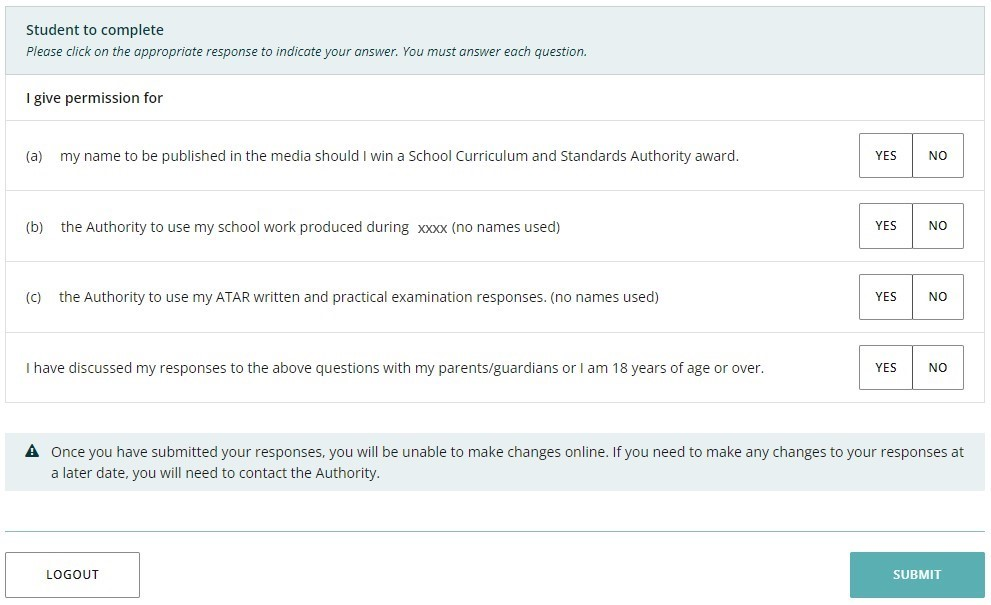 Student to complete
Please click on the appropriate response to indicate your answer. You must answer each question.
I give permission for
(a) my name to be published in the media should I win a School Curriculum and Standards Authority award.
YES NO
(b) the Authority to use my school work produced during xxxx (no names used)
YES NO
(c) the Authority to use my ATAR written and practical examination responses. (no names used)
YES NO
I have discussed my responses to the above questions with my parents/guardians or I am 18 years of age or over.
YES NO
Once you have submitted your responses, you will be unable to make changes online. If you need to make any changes to your responses at
a later date, you will need to contact the Authority.
LOGOUT
SUBMIT